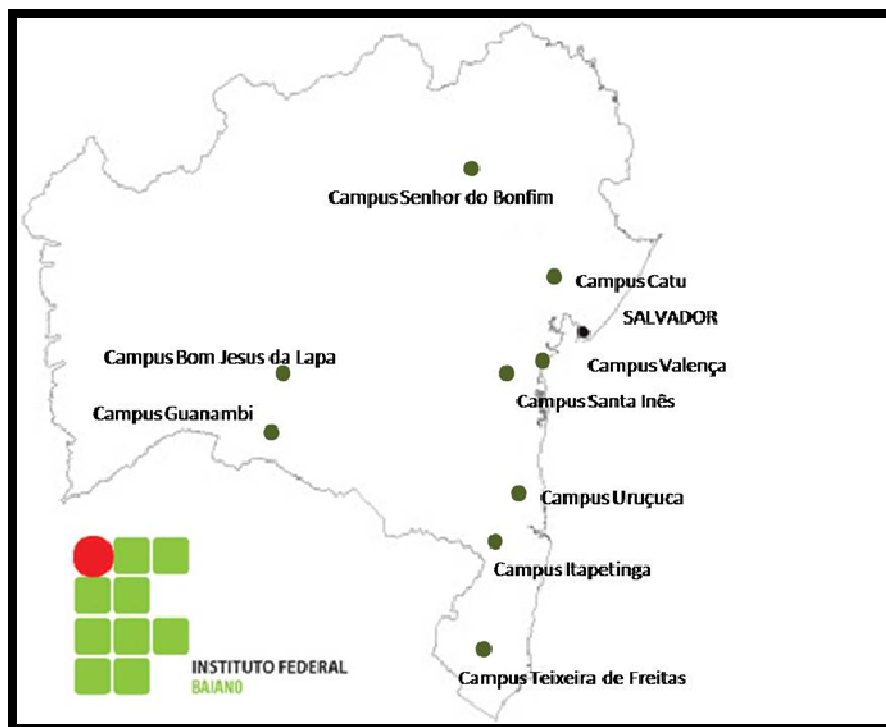 Campus Senhor do Bonfim
Campus Catu
SALVADOR
Campus Bom Jesus da Lapa
Campus Valença
Campus Santa Inês
Campus Guanambi
Campus Uruçuca
Campus Itapetinga
INSTITUTO FEDERAL
BAIANO
Campus Teixeira de Freitas